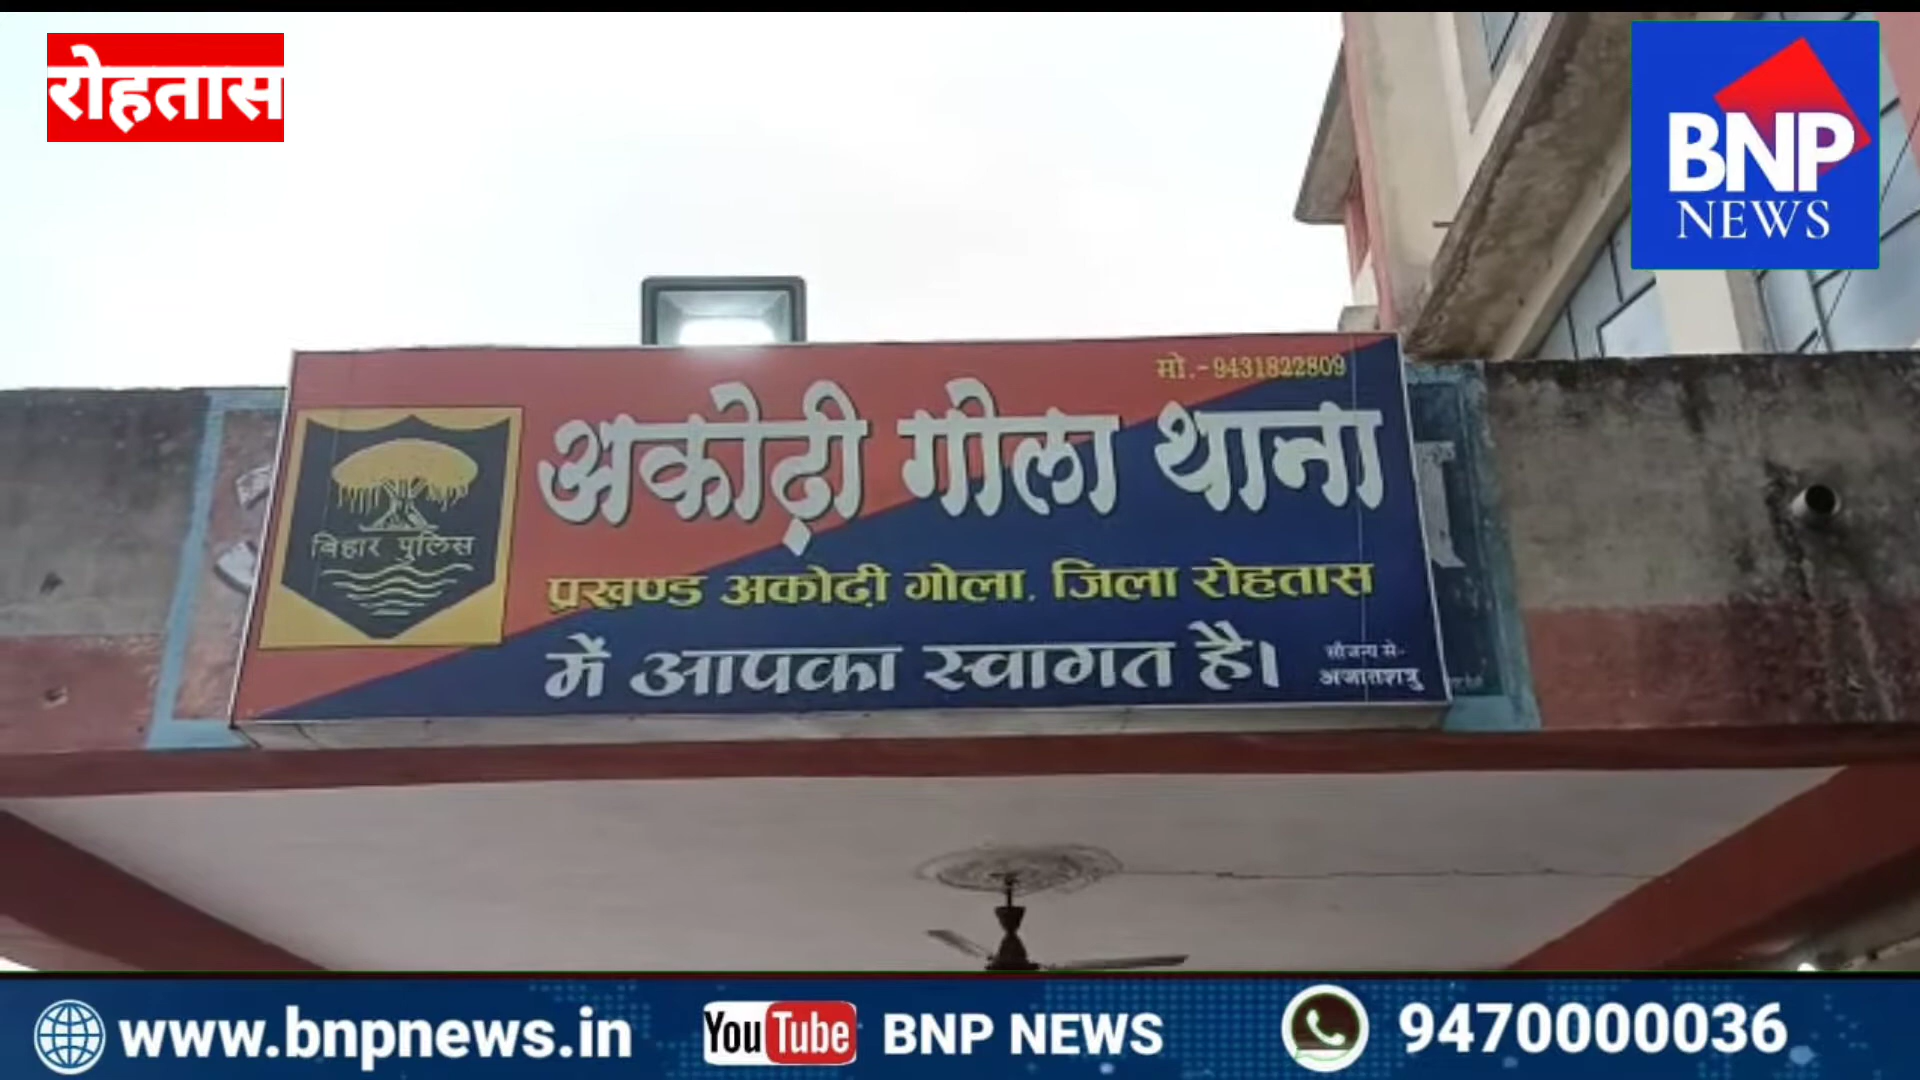 रोहतास
BNP
NEWS
मो.-9431822809
अकोढ़ी गोला थाना
बिहार पुलिस
प्रखण्ड अकोढ़ी गोला, जिला रोहतास
में आपका स्वागत है।
सौजन्य से-
अजातशत्रु
www.bnpnews.in
YouTube BNP NEWS
9470000036